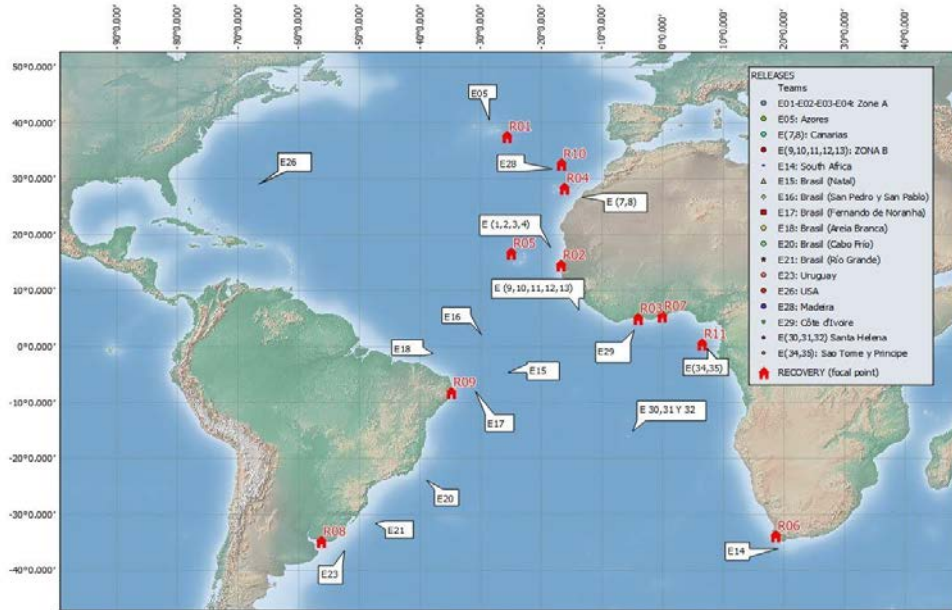 -90°0.000' -80°0.000' -70°0.000' -60°0.000' -50°0.000' -40°0.000' -30°0.000' -20°0.000' -10°0.000' 0°0.000' 10°0.000' 20°0.000' 30°0.000' 40°0.000'
50°0.000'
40°0.000'
30°0.000'
20°0.000'
10°0.000'
0°0.000'
-10°0.000'
-20°0.000'
-30°0.000'
-40°0.000'
E05
R01
E26
E28
R10
R04
E (7,8)
E (1,2,3,4)
R05
R02
E (9,10,11,12,13)
E16
R03
R07
R11
E18
E29
E(34,35)
E15
R09
E17
E 30,31 Y 32
E20
E21
R08
R06
E14
E23
RELEASES
Teams
E01-E02-E03-E04: Zone A
E05: Azores
E(7,8): Canarias
E(9,10,11,12,13): ZONA B
E14: South Africa
E15: Brasil (Natal)
E16: Brasil (San Pedro y San Pablo)
E17: Brasil (Fernando de Noranha)
E18: Brasil (Areia Branca)
E20: Brasil (Cabo Frío)
E21: Brasil (Río Grande)
E23: Uruguay
E26: USA
E28: Madeira
E29: Côte d'Ivoire
E(30,31,32) Santa Helena
E(34,35): Sao Tome y Principe
RECOVERY (focal point)